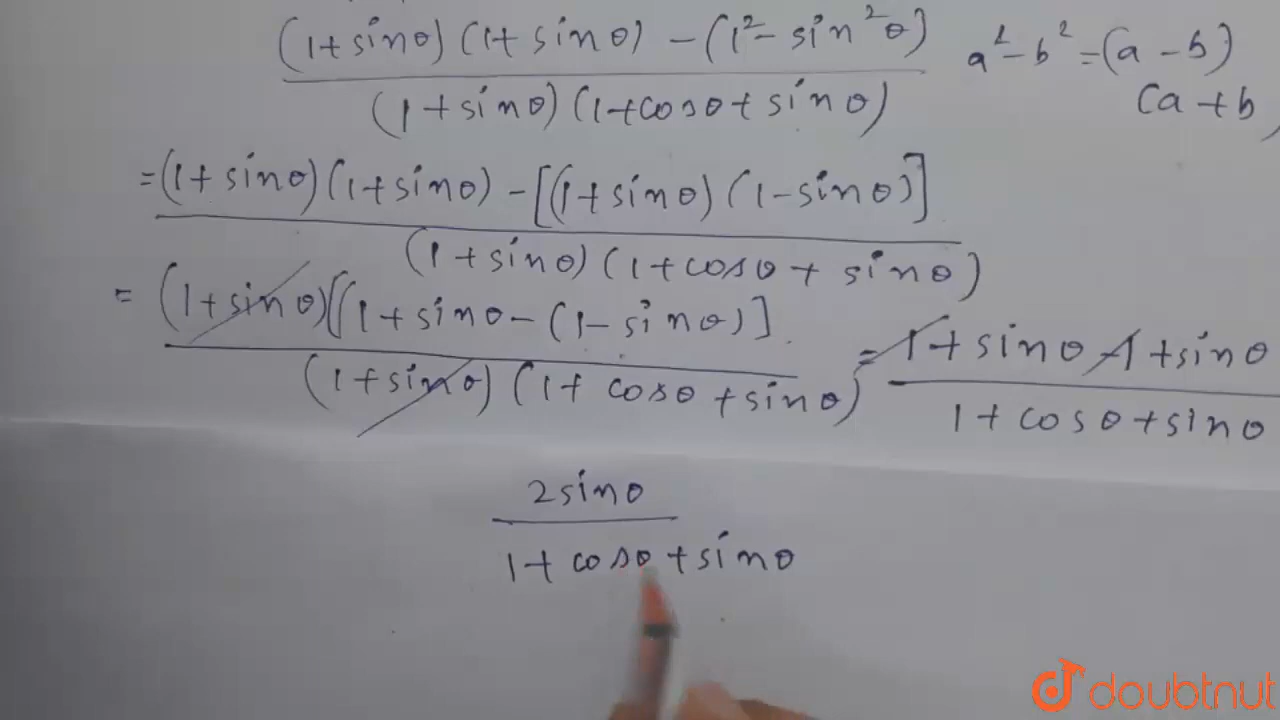 (1+sinθ)(1+sinθ) - (1²- sin²θ)
(1+sinθ)(1+cosθ+sinθ)
a²-b²=(a-b)
(a+b)
=(1+sinθ)(1+sinθ)-[(1+sinθ)(1-sinθ)]
(1+sinθ)(1+cosθ+sinθ)
= (1+sinθ)[(1+sinθ-(1-sinθ)]
(1+sinθ)(1+cosθ+sinθ)
= 1+sinθ-1+sinθ
1+cosθ+sinθ
2sinθ
1+cosθ+sinθ
doubtnut